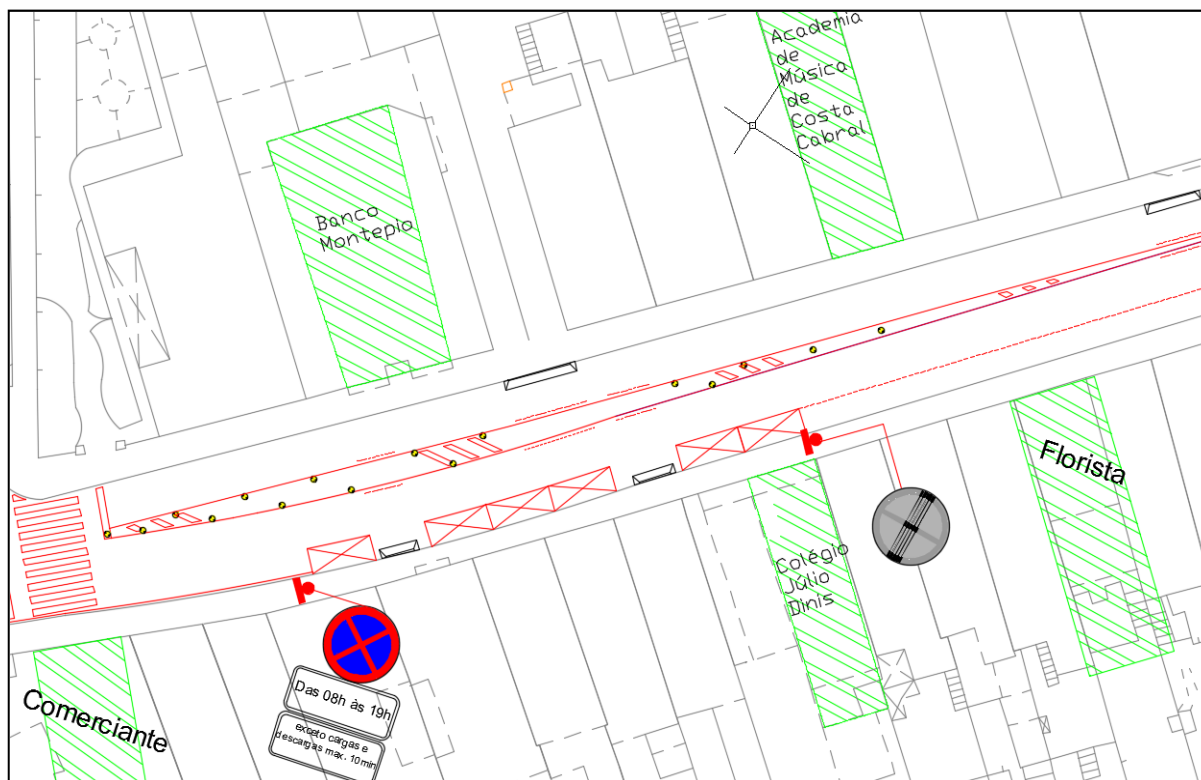 Academia
de
Música
de
Costa
Cabral
Banco
Montepio
Florista
Colégio
Júlio
Dinis
Das 08h às 19h
exceto cargas e
descargas max. 10min
Comerciante